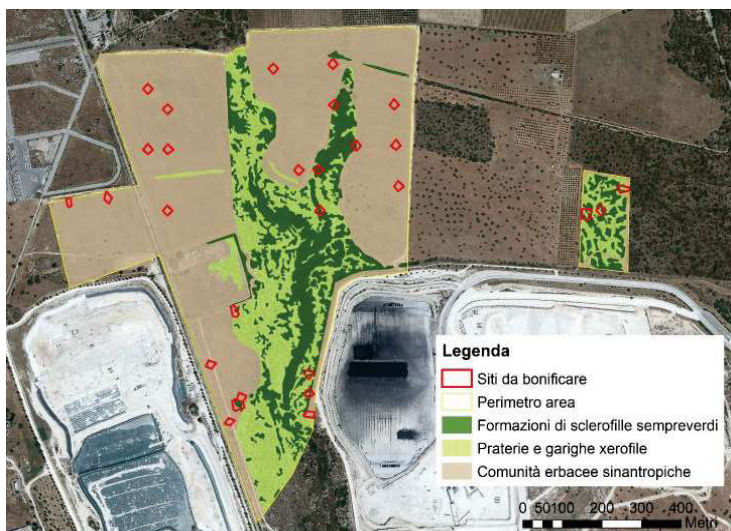 Legenda
Siti da bonificare
Perimetro area
Formazioni di sclerofille sempreverdi
Praterie e garighe xerofile
Comunità erbacee sinantropiche
0 50100 200 300 400
Metri